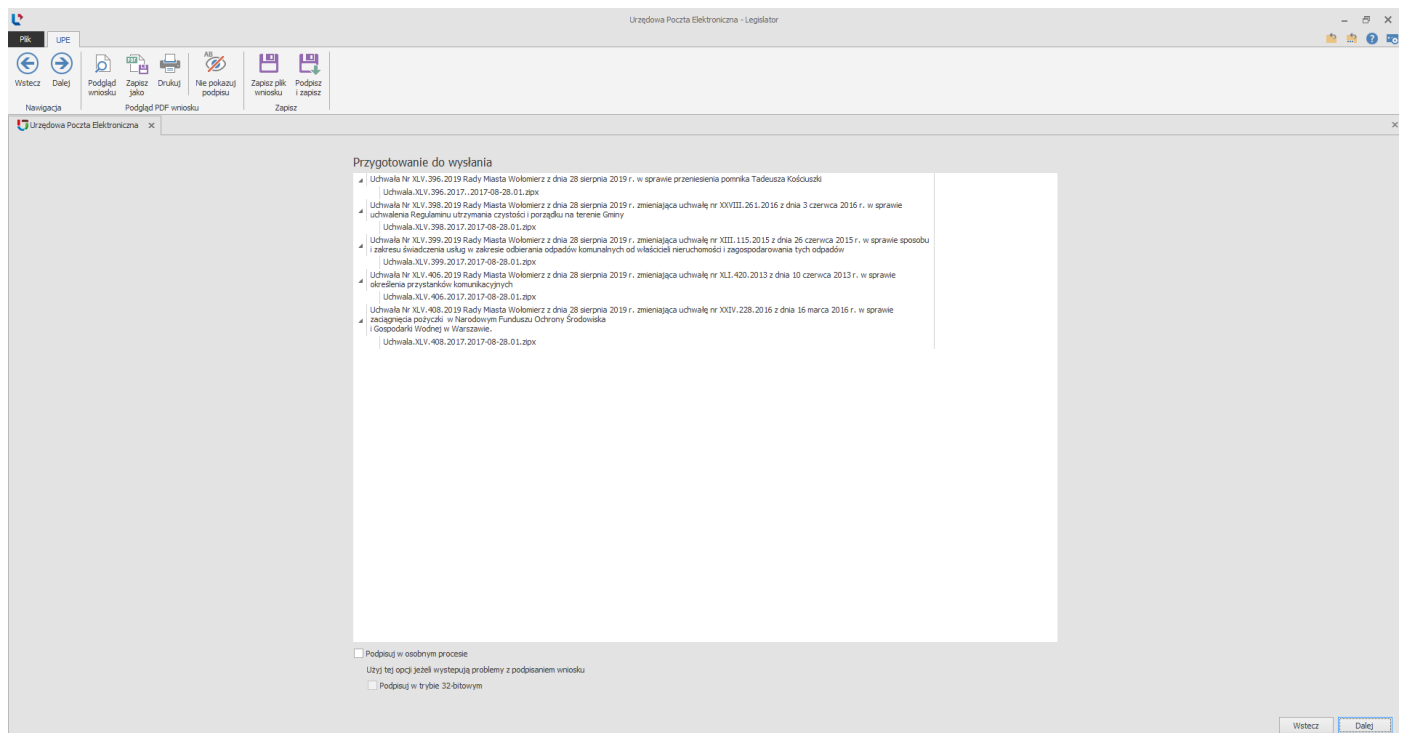 Urzędowa Poczta Elektroniczna - Legislator
Plik UPE
Wstecz Dalej Podgląd wniosku Zapisz jako Drukuj Nie pokazuj podpisu Zapisz plik wniosku Podpisz i zapisz
Nawigacja Podgląd PDF wniosku Zapisz
Urzędowa Poczta Elektroniczna
Przygotowanie do wysłania
Uchwała Nr XLV.396.2019 Rady Miasta Wołomierz z dnia 28 sierpnia 2019 r. w sprawie przeniesienia pomnika Tadeusza Kościuszki
Uchwala.XLV.396.2017..2017-08-28.01.zipx
Uchwała Nr XLV.398.2019 Rady Miasta Wołomierz z dnia 28 sierpnia 2019 r. zmieniająca uchwałę nr XXVIII.261.2016 z dnia 3 czerwca 2016 r. w sprawie
uchwalenia Regulaminu utrzymania czystości i porządku na terenie Gminy
Uchwala.XLV.398.2017.2017-08-28.01.zipx
Uchwała Nr XLV.399.2019 Rady Miasta Wołomierz z dnia 28 sierpnia 2019 r. zmieniająca uchwałę nr XIII.115.2015 z dnia 26 czerwca 2015 r. w sprawie sposobu
i zakresu świadczenia usług w zakresie odbierania odpadów komunalnych od właścicieli nieruchomości i zagospodarowania tych odpadów
Uchwala.XLV.399.2017.2017-08-28.01.zipx
Uchwała Nr XLV.406.2019 Rady Miasta Wołomierz z dnia 28 sierpnia 2019 r. zmieniająca uchwałę nr XLI.420.2013 z dnia 10 czerwca 2013 r. w sprawie
określenia przystanków komunikacyjnych
Uchwala.XLV.406.2017.2017-08-28.01.zipx
Uchwała Nr XLV.408.2019 Rady Miasta Wołomierz z dnia 28 sierpnia 2019 r. zmieniająca uchwałę nr XXIV.228.2016 z dnia 16 marca 2016 r. w sprawie
zaciągnięcia pożyczki w Narodowym Funduszu Ochrony Środowiska
i Gospodarki Wodnej w Warszawie.
Uchwala.XLV.408.2017.2017-08-28.01.zipx
Podpisuj w osobnym procesie
Użyj tej opcji jeżeli wystepują problemy z podpisaniem wniosku
Podpisuj w trybie 32-bitowym
Wstecz Dalej